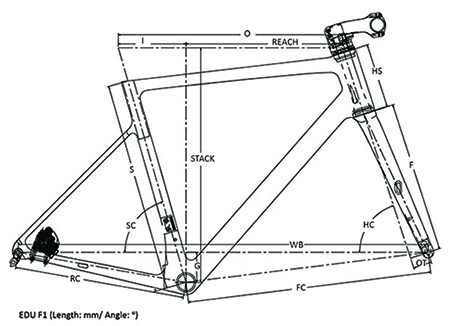 O
I REACH
HS
STACK
S
F
SC
HC
WB
G
OT
RC
FC
EDU F1 (Length: mm/ Angle: °)